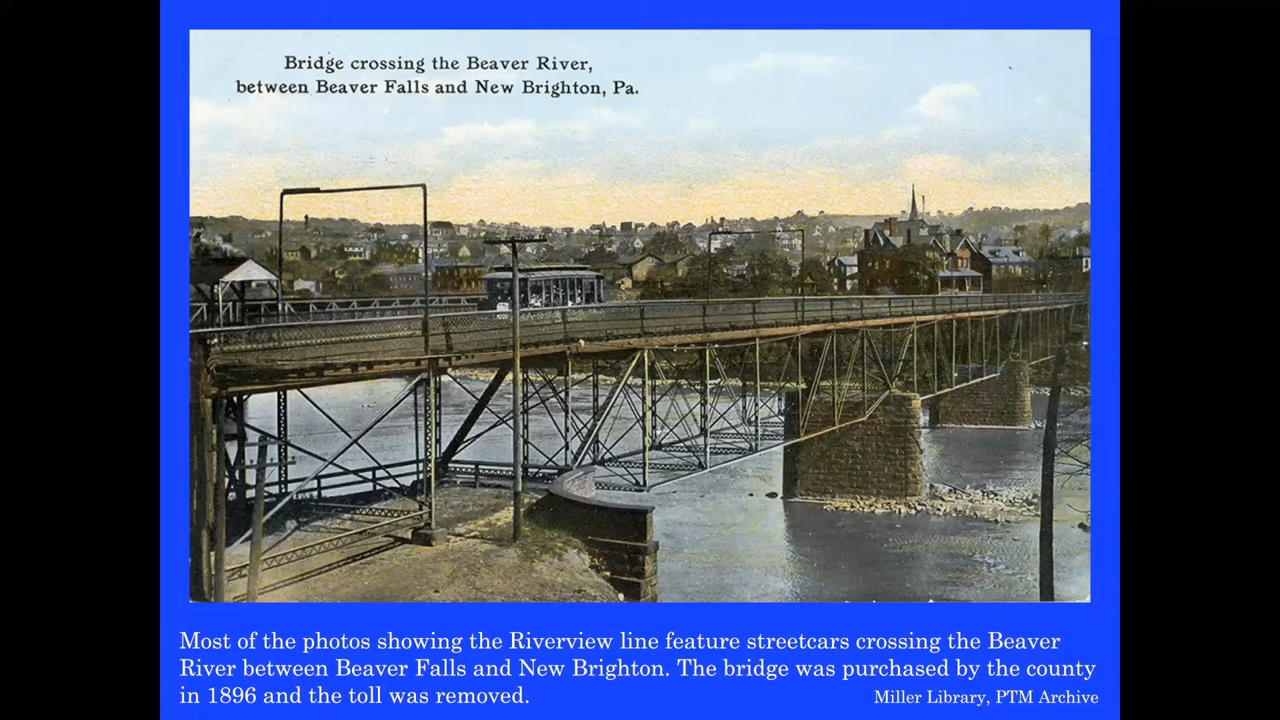 Bridge crossing the Beaver River,
between Beaver Falls and New Brighton, Pa.
Most of the photos showing the Riverview line feature streetcars crossing the Beaver
River between Beaver Falls and New Brighton. The bridge was purchased by the county
in 1896 and the toll was removed.
Miller Library, PTM Archive